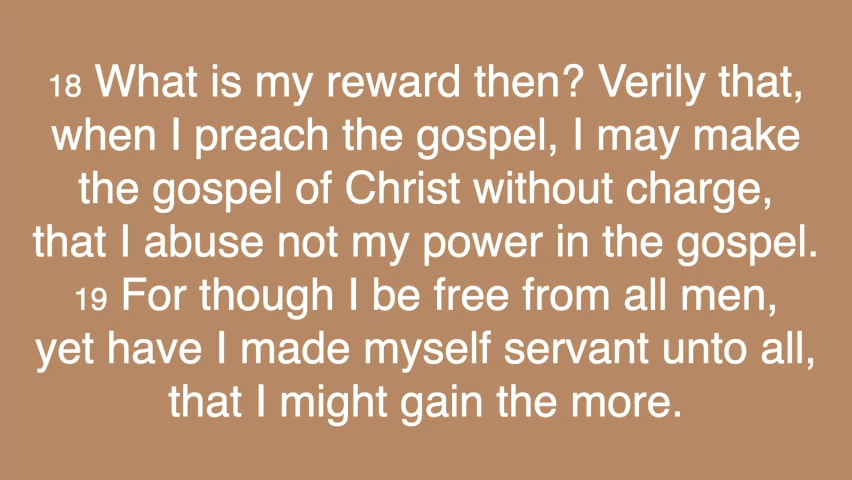 18 What is my reward then? Verily that,
when I preach the gospel, I may make
the gospel of Christ without charge,
that I abuse not my power in the gospel.
19 For though I be free from all men,
yet have I made myself servant unto all,
that I might gain the more.